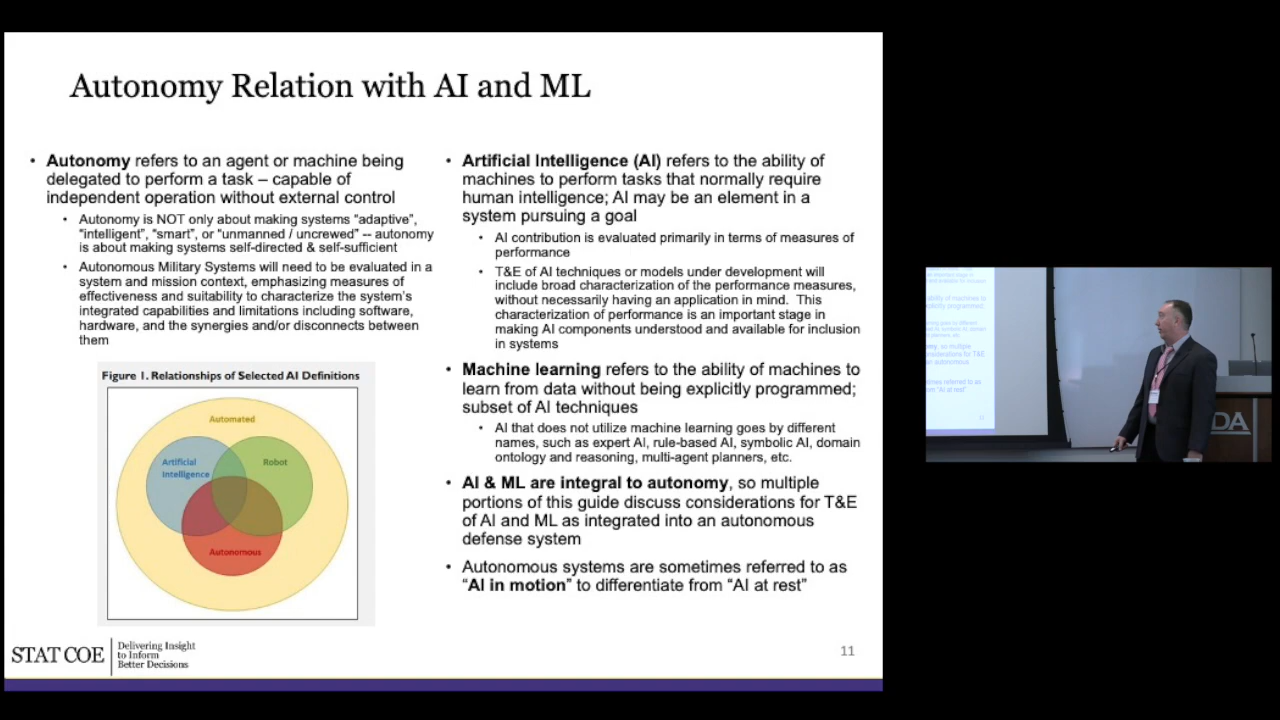 Autonomy Relation with AI and ML
• Autonomy refers to an agent or machine being
delegated to perform a task – capable of
independent operation without external control
• Autonomy is NOT only about making systems “adaptive”,
“intelligent”, “smart”, or “unmanned / uncrewed” -- autonomy
is about making systems self-directed & self-sufficient
• Autonomous Military Systems will need to be evaluated in a
system and mission context, emphasizing measures of
effectiveness and suitability to characterize the system's
integrated capabilities and limitations including software,
hardware, and the synergies and/or disconnects between
them
Figure 1. Relationships of Selected AI Definitions
Automated
Artificial
Intelligence
Robot
Autonomous
• Artificial Intelligence (AI) refers to the ability of
machines to perform tasks that normally require
human intelligence; AI may be an element in a
system pursuing a goal
• AI contribution is evaluated primarily in terms of measures of
performance
• T&E of AI techniques or models under development will
include broad characterization of the performance measures,
without necessarily having an application in mind. This
characterization of performance is an important stage in
making AI components understood and available for inclusion
in systems
• Machine learning refers to the ability of machines to
learn from data without being explicitly programmed;
subset of AI techniques
• AI that does not utilize machine learning goes by different
names, such as expert AI, rule-based AI, symbolic AI, domain
ontology and reasoning, multi-agent planners, etc.
• AI & ML are integral to autonomy, so multiple
portions of this guide discuss considerations for T&E
of AI and ML as integrated into an autonomous
defense system
• Autonomous systems are sometimes referred to as
“AI in motion” to differentiate from “AI at rest”
STAT COE
Delivering Insight
to Inform
Better Decisions
11
DA